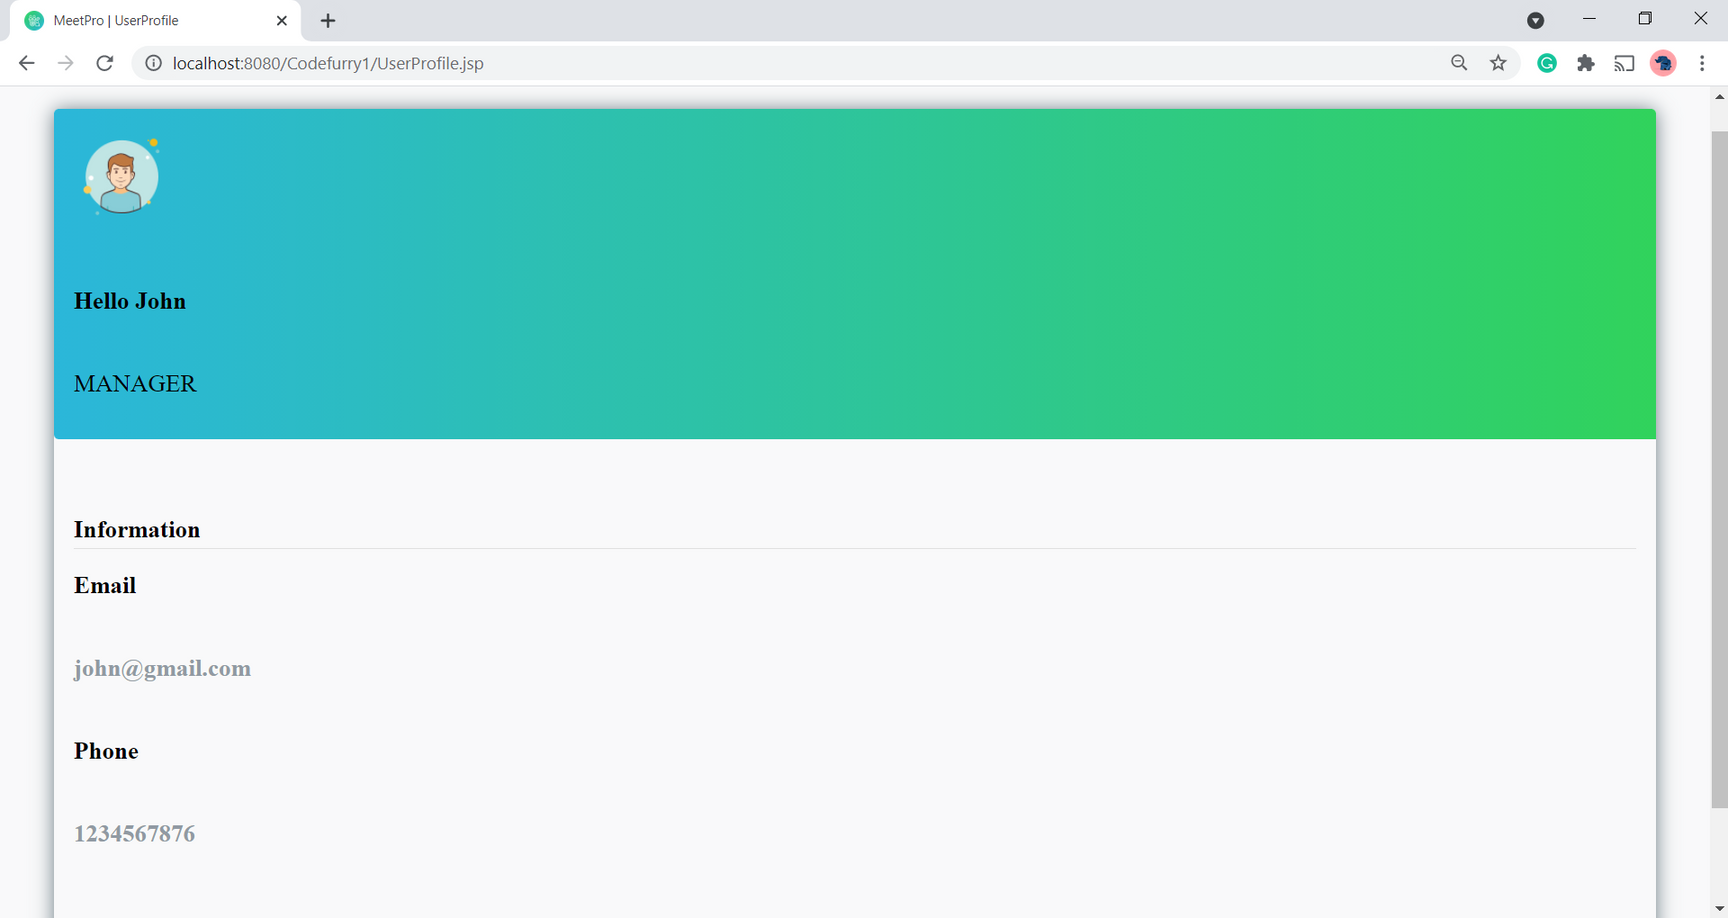 MeetPro | UserProfile
localhost:8080/Codefurry1/UserProfile.jsp
Hello John
MANAGER
Information
Email
john@gmail.com
Phone
1234567876